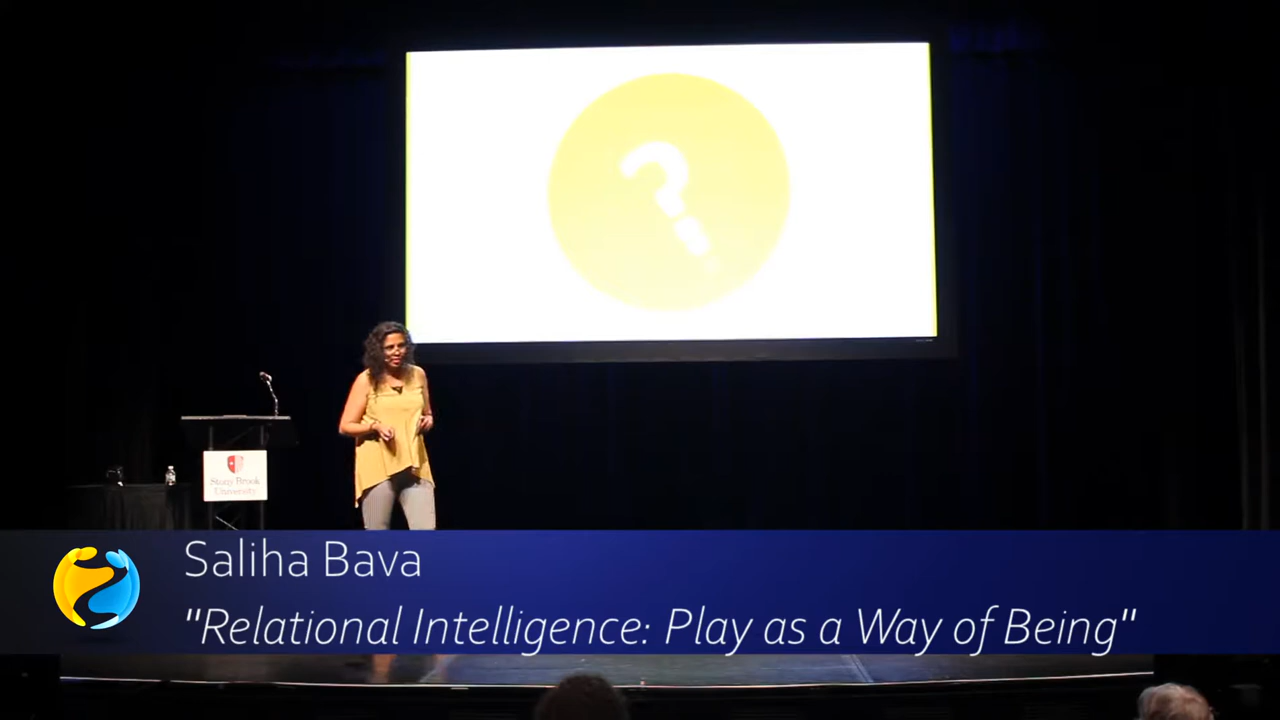 ?
Stony Brook
University
Saliha Bava
"Relational Intelligence: Play as a Way of Being"